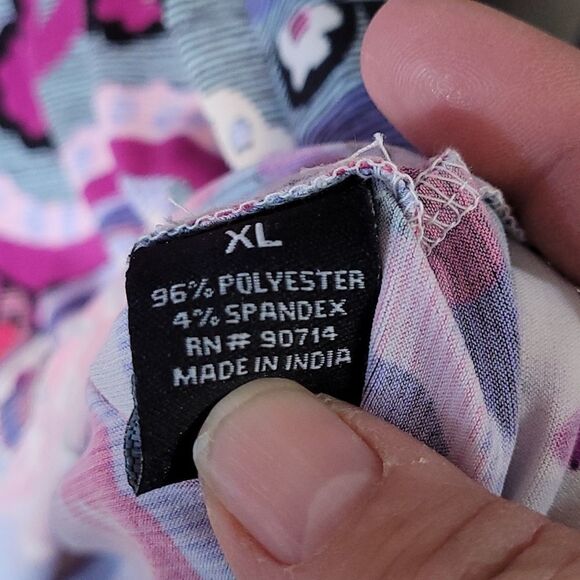 XL
96% POLYESTER
4% SPANDEX
RN# 90714
MADE IN INDIA